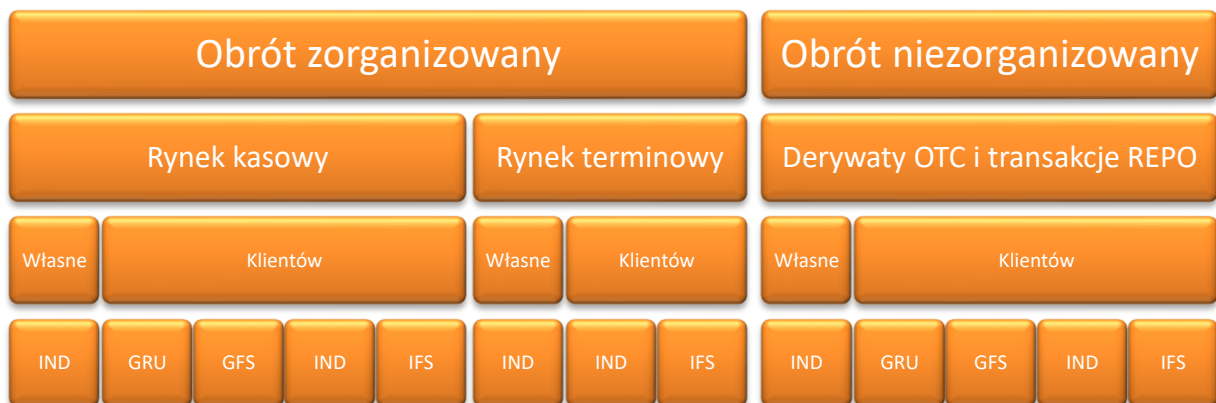 Obrót zorganizowany
Obrót niezorganizowany
Rynek kasowy
Rynek terminowy
Derywaty OTC i transakcje REPO
Własne
Klientów
Własne
Klientów
Własne
Klientów
IND
GRU
GFS
IND
IFS
IND
IND
IFS
IND
GRU
GFS
IND
IFS